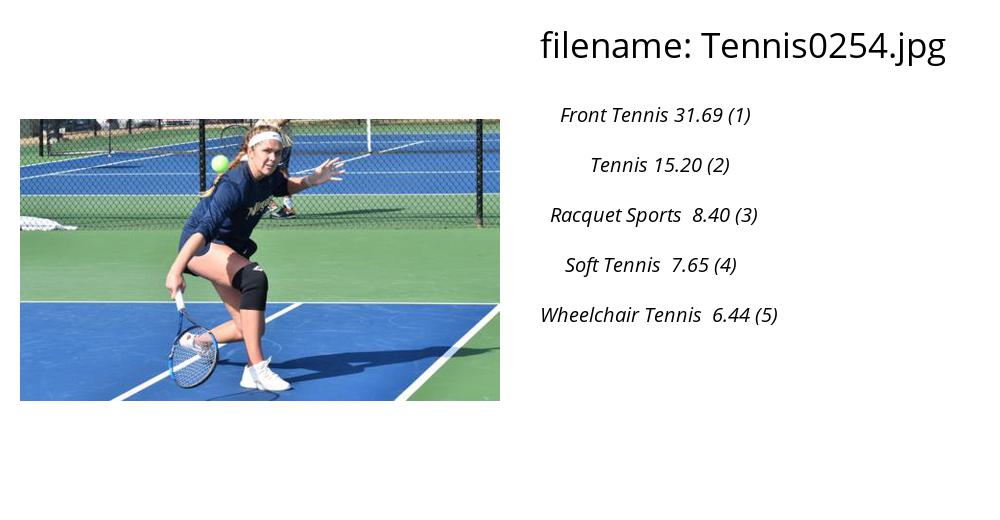 filename: Tennis0254.jpg
Front Tennis 31.69 (1)
Tennis 15.20 (2)
Racquet Sports 8.40 (3)
Soft Tennis 7.65 (4)
Wheelchair Tennis 6.44 (5)